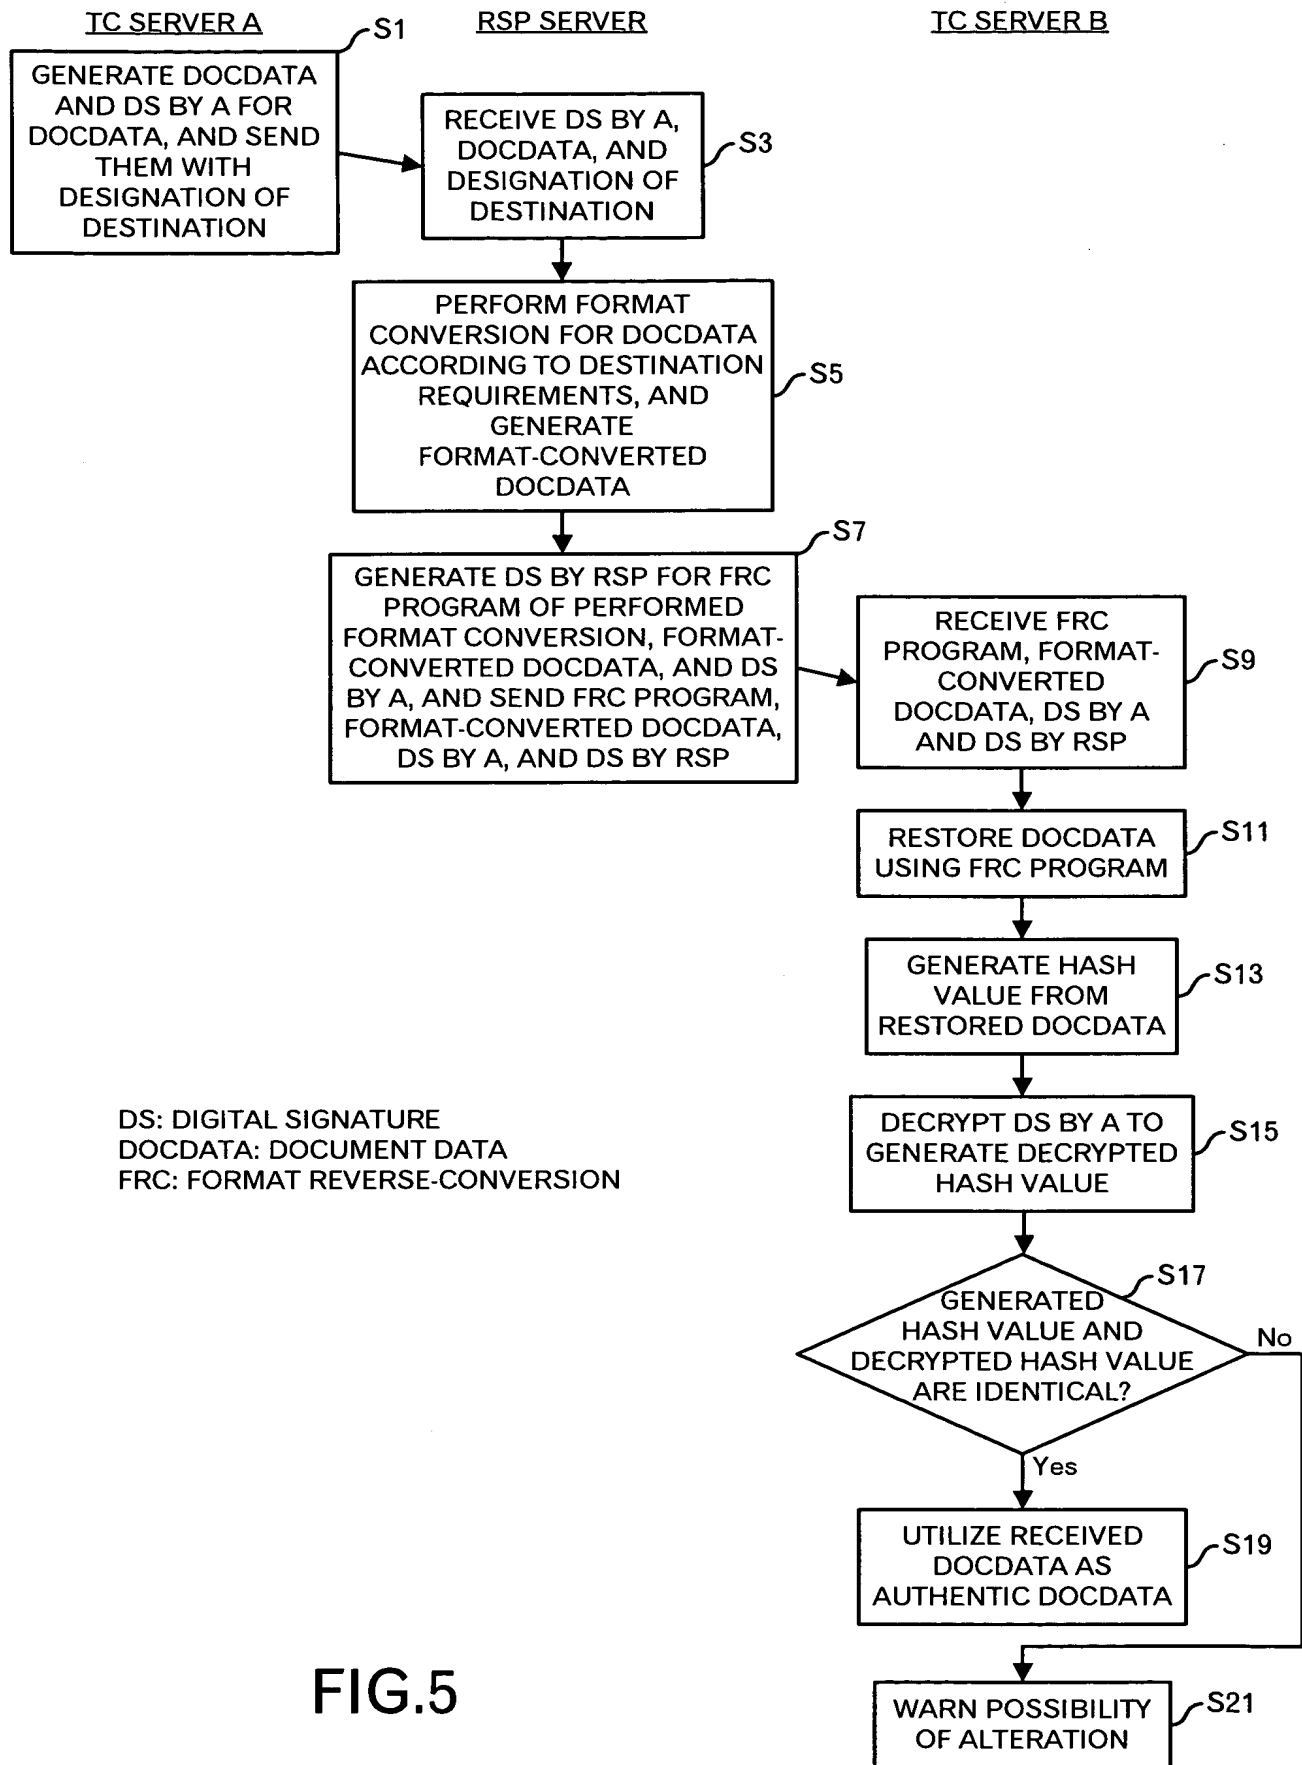 TC SERVER A
RSP SERVER
TC SERVER B
S1
GENERATE DOCDATA
AND DS BY A FOR
DOCDATA, AND SEND
THEM WITH
DESIGNATION OF
DESTINATION
RECEIVE DS BY A,
DOCDATA, AND
DESIGNATION OF
DESTINATION
S3
PERFORM FORMAT
CONVERSION FOR DOCDATA
ACCORDING TO DESTINATION
REQUIREMENTS, AND
GENERATE
FORMAT-CONVERTED
DOCDATA
S5
S7
GENERATE DS BY RSP FOR FRC
PROGRAM OF PERFORMED
FORMAT CONVERSION, FORMAT-
CONVERTED DOCDATA, AND DS
BY A, AND SEND FRC PROGRAM,
FORMAT-CONVERTED DOCDATA,
DS BY A, AND DS BY RSP
RECEIVE FRC
PROGRAM, FORMAT-
CONVERTED
DOCDATA, DS BY A
AND DS BY RSP
S9
RESTORE DOCDATA
USING FRC PROGRAM
S11
GENERATE HASH
VALUE FROM
RESTORED DOCDATA
S13
DS: DIGITAL SIGNATURE
DOCDATA: DOCUMENT DATA
FRC: FORMAT REVERSE-CONVERSION
DECRYPT DS BY A TO
GENERATE DECRYPTED
HASH VALUE
S15
S17
GENERATED
HASH VALUE AND
DECRYPTED HASH VALUE
ARE IDENTICAL?
No
Yes
UTILIZE RECEIVED
DOCDATA AS
AUTHENTIC DOCDATA
S19
FIG.5
WARN POSSIBILITY
OF ALTERATION
S21